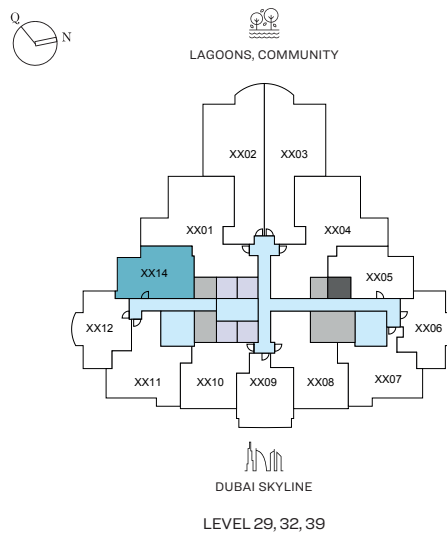 Q
N
LAGOONS, COMMUNITY
XX02 XX03
XX01 XX04
XX14
XX05
XX12 XX06
XX11 XX10 XX09 XX08 XX07
DUBAI SKYLINE
LEVEL 29, 32, 39